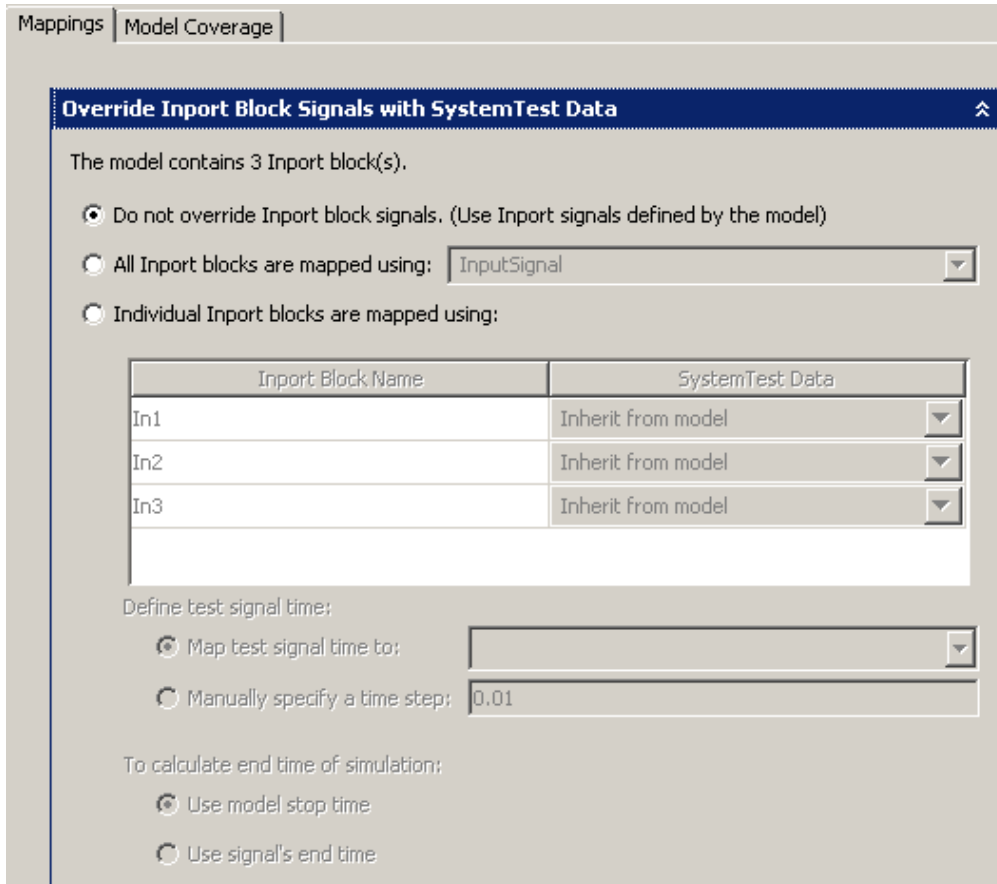 Mappings Model Coverage
Override Inport Block Signals with SystemTest Data
The model contains 3 Inport block(s).
Do not override Inport block signals. (Use Inport signals defined by the model)
All Inport blocks are mapped using: InputSignal
Individual Inport blocks are mapped using:
Inport Block Name SystemTest Data
In1 Inherit from model
In2 Inherit from model
In3 Inherit from model
Define test signal time:
Map test signal time to:
Manually specify a time step: 0.01
To calculate end time of simulation:
Use model stop time
Use signal's end time